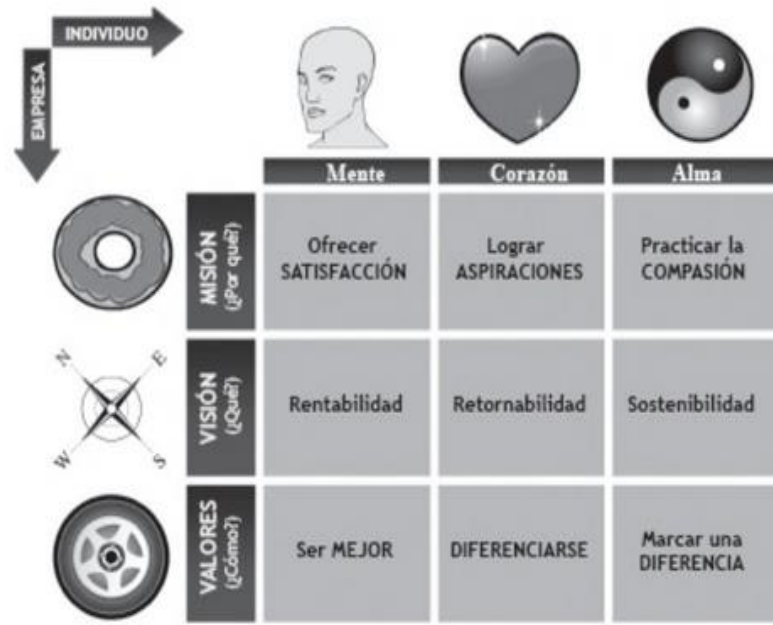 INDIVIDUO
EMPRESA
Mente
Corazón
Alma
MISIÓN
(¿Por qué?)
Ofrecer
SATISFACCIÓN
Lograr
ASPIRACIONES
Practicar la
COMPASIÓN
N
E
W
S
VISIÓN
(¿Qué?)
Rentabilidad
Retornabilidad
Sostenibilidad
VALORES
(¿Cómo?)
Ser MEJOR
DIFERENCIARSE
Marcar una
DIFERENCIA